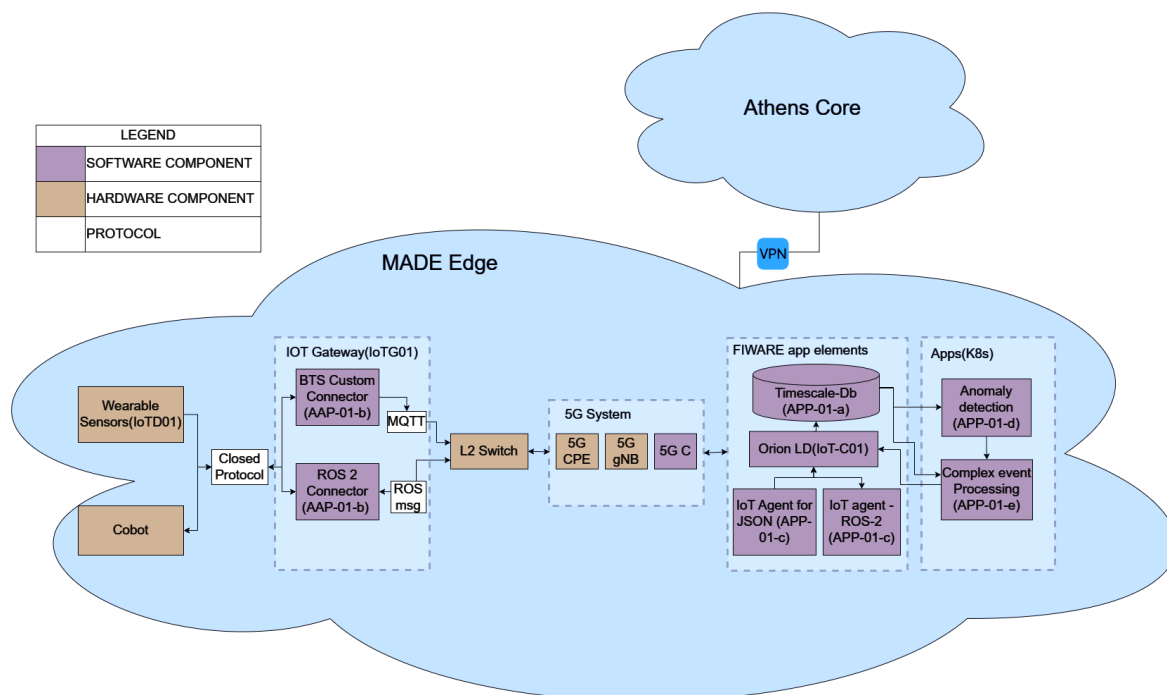 Athens Core
LEGEND
SOFTWARE COMPONENT
HARDWARE COMPONENT
PROTOCOL
VPN
MADE Edge
IOT Gateway(IoTG01)
BTS Custom
Connector
(AAP-01-b)
MQTT
Wearable
Sensors(IoTD01)
Closed
Protocol
Cobot
ROS 2
Connector
(AAP-01-b)
ROS
msg
L2 Switch
5G System
5G
CPE
5G
gNB
5G C
FIWARE app elements
Timescale-Db
(APP-01-a)
Orion LD(IoT-C01)
IoT Agent for
JSON (APP-
01-c)
IoT agent -
ROS-2
(APP-01-c)
Apps(K8s)
Anomaly
detection
(APP-01-d)
Complex event
Processing
(APP-01-e)